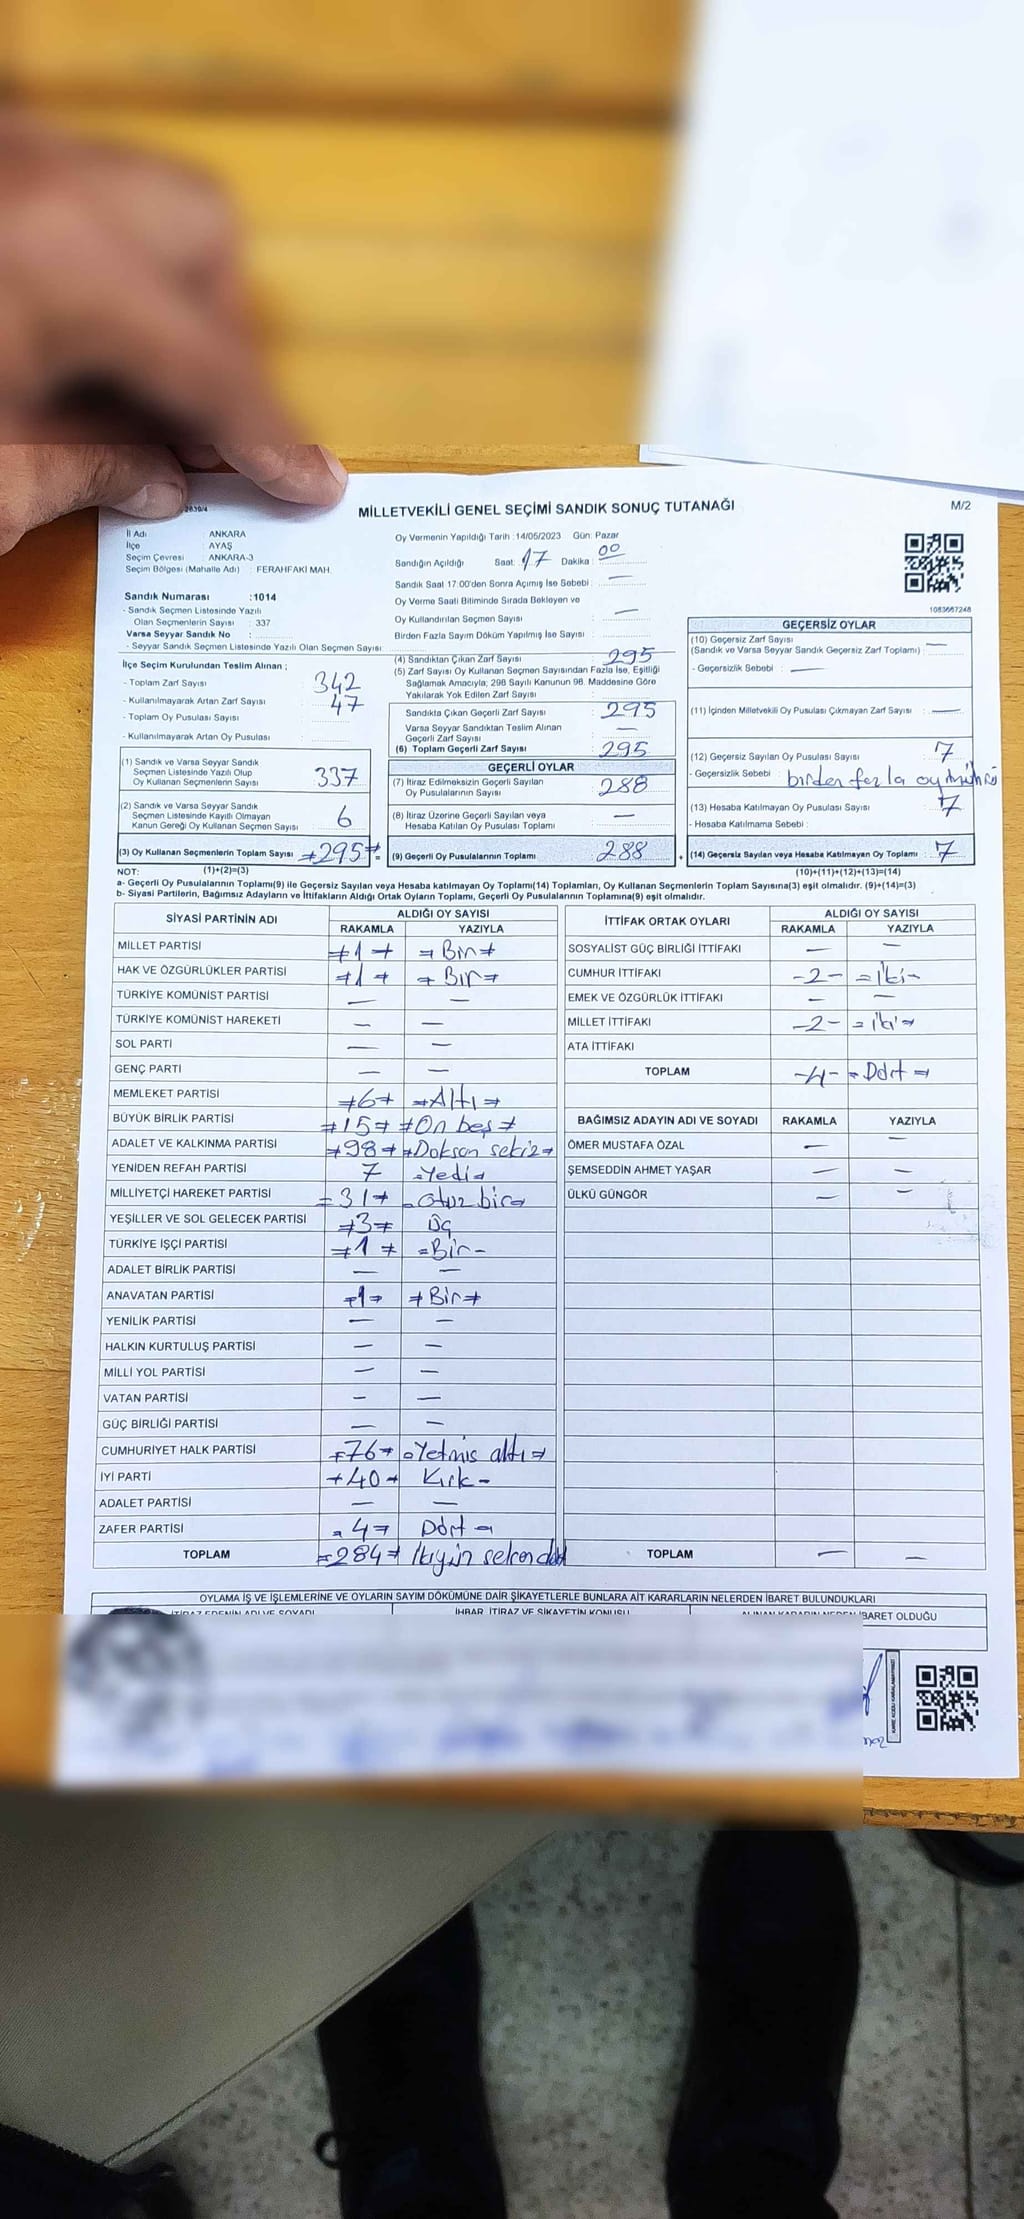 2839/4
MİLLETVEKİLİ GENEL SEÇİMİ SANDIK SONUÇ TUTANAĞI
M/2
İl Adı : ANKARA
İlçe : AYAŞ
Seçim Çevresi : ANKARA-3
Seçim Bölgesi (Mahalle Adı) : FERAHFAKİ MAH.
Sandık Numarası :1014
- Sandık Seçmen Listesinde Yazılı
Olan Seçmenlerin Sayısı : 337
Varsa Seyyar Sandık No :
- Seyyar Sandık Seçmen Listesinde Yazılı Olan Seçmen Sayısı :
Oy Vermenin Yapıldığı Tarih :14/05/2023 Gün: Pazar
Sandığın Açıldığı Saat: 17 Dakika : 00
Sandık Saat 17:00'den Sonra Açmış İse Sebebi : —
Oy Verme Saati Bitiminde Sırada Bekleyen ve
Oy Kullandırılan Seçmen Sayısı : —
Birden Fazla Sayım Döküm Yapılmış İse Sayısı :
1083667248
İlçe Seçim Kurulundan Teslim Alınan ;
- Toplam Zarf Sayısı : 342
- Kullanılmayarak Artan Zarf Sayısı : 47
- Toplam Oy Pusulası Sayısı :
- Kullanılmayarak Artan Oy Pusulası :
(1) Sandık ve Varsa Seyyar Sandık
Seçmen Listesinde Yazılı Olup
Oy Kullanan Seçmenlerin Sayısı : 337
(2) Sandık ve Varsa Seyyar Sandık
Seçmen Listesinde Kayıtlı Olmayan
Kanun Gereği Oy Kullanan Seçmen Sayısı : 6
(3) Oy Kullanan Seçmenlerin Toplam Sayısı : 295 =
(4) Sandıktan Çıkan Zarf Sayısı : 295
(5) Zarf Sayısı Oy Kullanan Seçmen Sayısından Fazla İse, Eşitliği
Sağlamak Amacıyla; 298 Sayılı Kanunun 98. Maddesine Göre
Yakılarak Yok Edilen Zarf Sayısı :
Sandıkta Çıkan Geçerli Zarf Sayısı : 295
Varsa Seyyar Sandıktan Teslim Alınan
Geçerli Zarf Sayısı : —
(6) Toplam Geçerli Zarf Sayısı : 295
GEÇERLİ OYLAR
(7) İtiraz Edilmeksizin Geçerli Sayılan
Oy Pusulalarının Sayısı : 288
(8) İtiraz Üzerine Geçerli Sayılan veya
Hesaba Katılan Oy Pusulası Toplamı : —
(9) Geçerli Oy Pusulalarının Toplamı : 288 +
GEÇERSİZ OYLAR
(10) Geçersiz Zarf Sayısı
(Sandık ve Varsa Seyyar Sandık Geçersiz Zarf Toplamı) : —
- Geçersizlik Sebebi : —
(11) İçinden Milletvekili Oy Pusulası Çıkmayan Zarf Sayısı : —
(12) Geçersiz Sayılan Oy Pusulası Sayısı : 7
- Geçersizlik Sebebi : birden fazla oy mührü
(13) Hesaba Katılmayan Oy Pusulası Sayısı : 7
- Hesaba Katılmama Sebebi :
(14) Geçersiz Sayılan veya Hesaba Katılmayan Oy Toplamı : 7
NOT: (1)+(2)=(3)
(10)+(11)+(12)+(13)=(14)
a- Geçerli Oy Pusulalarının Toplamı(9) ile Geçersiz Sayılan veya Hesaba katılmayan Oy Toplamı(14) Toplamları, Oy Kullanan Seçmenlerin Toplam Sayısına(3) eşit olmalıdır. (9)+(14)=(3)
b- Siyasi Partilerin, Bağımsız Adayların ve İttifakların Aldığı Ortak Oyların Toplamı, Geçerli Oy Pusulalarının Toplamına(9) eşit olmalıdır.
SİYASİ PARTİNİN ADI ALDIĞI OY SAYISI
RAKAMLA YAZIYLA
MİLLET PARTİSİ =1= =Bir=
HAK VE ÖZGÜRLÜKLER PARTİSİ =1= =Bir=
TÜRKİYE KOMÜNİST PARTİSİ — —
TÜRKİYE KOMÜNİST HAREKETİ — —
SOL PARTİ — —
GENÇ PARTİ — —
MEMLEKET PARTİSİ =6= =Altı=
BÜYÜK BİRLİK PARTİSİ =15= =On beş=
ADALET VE KALKINMA PARTİSİ =98= =Doksan sekiz=
YENİDEN REFAH PARTİSİ 7 =Yedi=
MİLLİYETÇİ HAREKET PARTİSİ =31= =Otuz bir=
YEŞİLLER VE SOL GELECEK PARTİSİ =3= Üç
TÜRKİYE İŞÇİ PARTİSİ =1= =Bir-
ADALET BİRLİK PARTİSİ — —
ANAVATAN PARTİSİ =1= =Bir=
YENİLİK PARTİSİ — —
HALKIN KURTULUŞ PARTİSİ — —
MİLLİ YOL PARTİSİ — —
VATAN PARTİSİ — —
GÜÇ BİRLİĞİ PARTİSİ — —
CUMHURİYET HALK PARTİSİ =76= =Yetmiş altı=
İYİ PARTİ =40= Kırk-
ADALET PARTİSİ — —
ZAFER PARTİSİ =4= Dört=
TOPLAM =284= İkiyüz seksen dört
İTTİFAK ORTAK OYLARI ALDIĞI OY SAYISI
RAKAMLA YAZIYLA
SOSYALİST GÜÇ BİRLİĞİ İTTİFAKI — —
CUMHUR İTTİFAKI -2- =İki-
EMEK VE ÖZGÜRLÜK İTTİFAKI — —
MİLLET İTTİFAKI -2- =İki=
ATA İTTİFAKI
TOPLAM -4- =Dört=
BAĞIMSIZ ADAYIN ADI VE SOYADI RAKAMLA YAZIYLA
ÖMER MUSTAFA ÖZAL — —
ŞEMSEDDİN AHMET YAŞAR — —
ÜLKÜ GÜNGÖR — —
TOPLAM — —
OYLAMA İŞ VE İŞLEMLERİNE VE OYLARIN SAYIM DÖKÜMÜNE DAİR ŞİKAYETLERLE BUNLARA AİT KARARLARIN NELERDEN İBARET BULUNDUKLARI
İTİRAZ EDENİN ADI VE SOYADI İHBAR, İTİRAZ VE ŞİKAYETİN KONUSU ALINAN KARARIN NEDEN İBARET OLDUĞU
KARE KODU KARALAMAYINIZ!